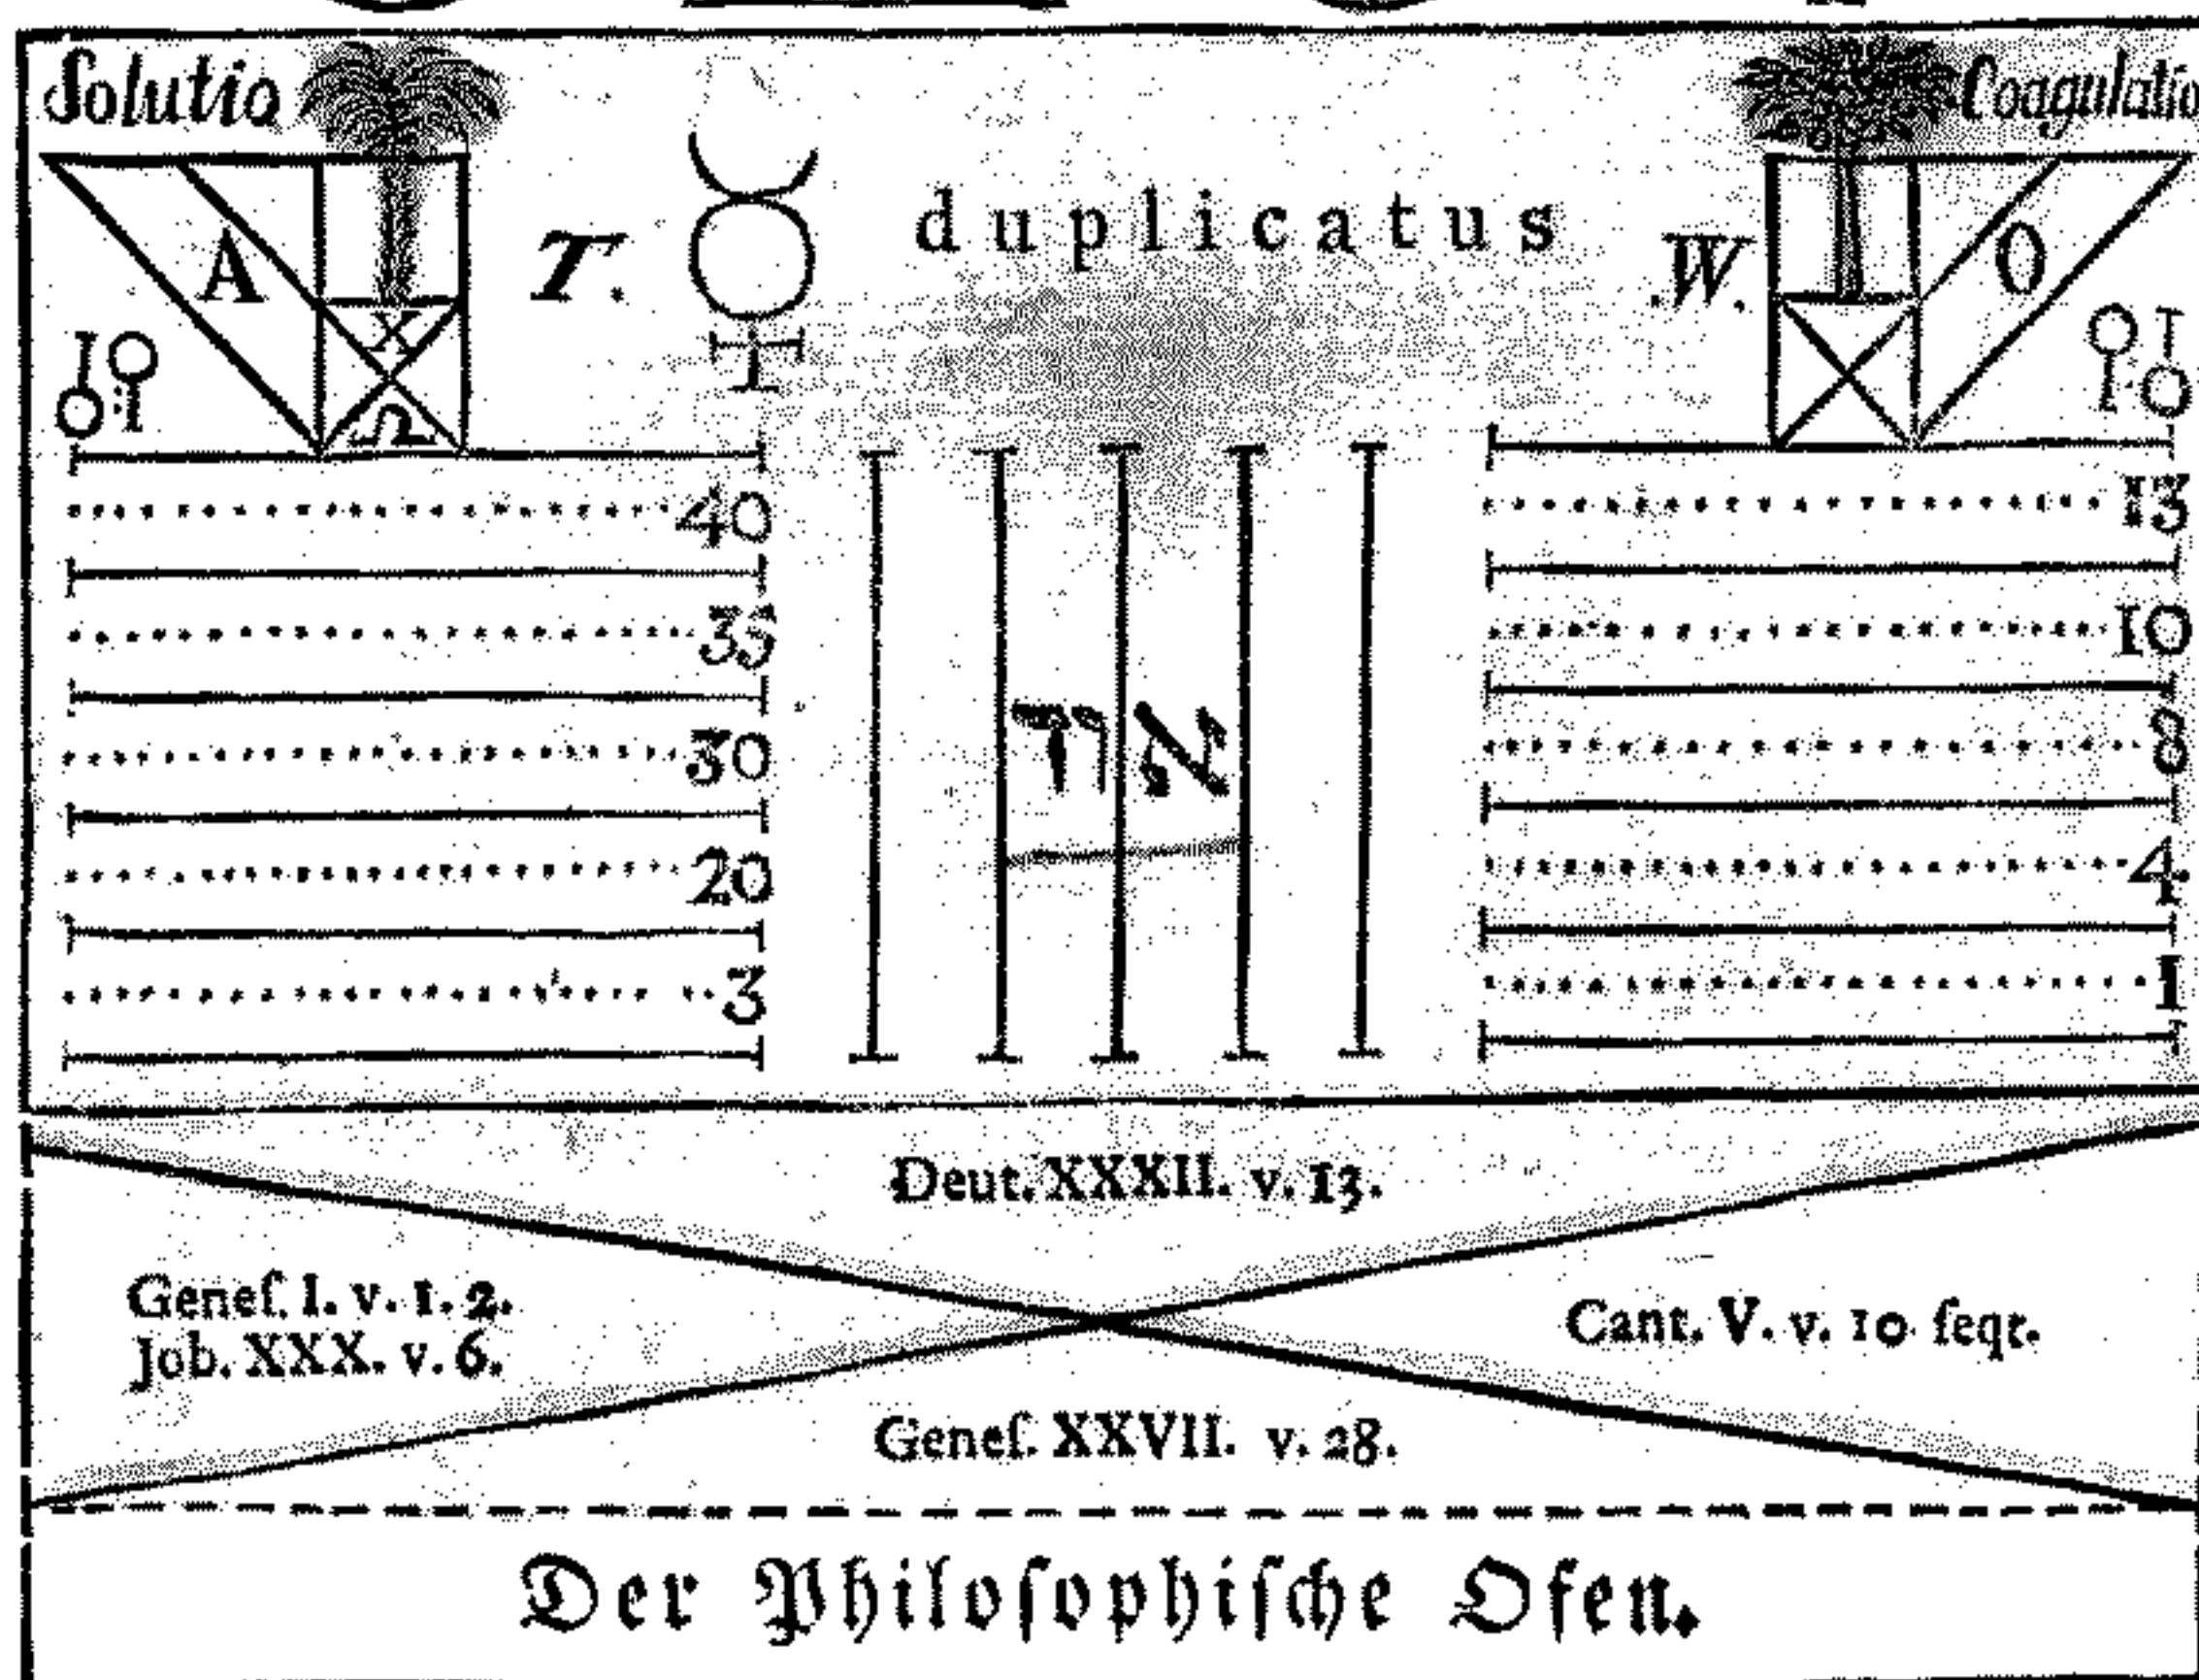 Solutio Coagulatio
A T. duplicatus .W. O
X
Ω
40 13
35 10
30 8
20 4.
3 1
Deut. XXXII. v. 13.
Geneſ. I. v. 1. 2.
Job. XXX. v. 6.
Cant. V. v. 10 ſeqt.
Geneſ. XXVII. v. 28.
Der Philoſophiſche Ofen.